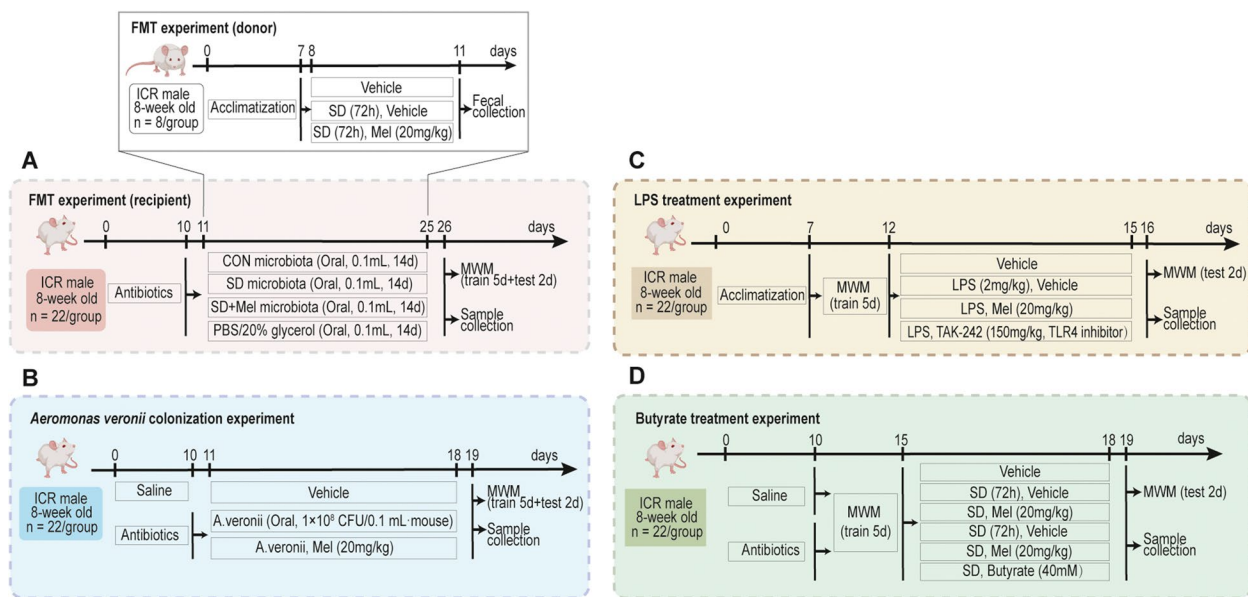 FMT experiment (donor)
0
7 8
11
days
ICR male
8-week old
n = 8/group
Acclimatization
Vehicle
SD (72h), Vehicle
SD (72h), Mel (20mg/kg)
Fecal
collection
A
FMT experiment (recipient)
days
0
10 11
25 26
ICR male
8-week old
n = 22/group
Antibiotics
CON microbiota (Oral, 0.1mL, 14d)
SD microbiota (Oral, 0.1mL, 14d)
SD+Mel microbiota (Oral, 0.1mL, 14d)
PBS/20% glycerol (Oral, 0.1mL, 14d)
MWM
(train 5d+test 2d)
Sample
collection
B
Aeromonas veronii colonization experiment
0
10 11
18 19
days
ICR male
8-week old
n = 22/group
Saline
Antibiotics
Vehicle
A.veronii (Oral, 1×10⁸ CFU/0.1 mL·mouse)
A.veronii, Mel (20mg/kg)
MWM
(train 5d+test 2d)
Sample
collection
C
LPS treatment experiment
0
7
12
15 16
days
ICR male
8-week old
n = 22/group
Acclimatization
MWM
(train 5d)
Vehicle
LPS (2mg/kg), Vehicle
LPS, Mel (20mg/kg)
LPS, TAK-242 (150mg/kg, TLR4 inhibitor)
MWM (test 2d)
Sample
collection
D
Butyrate treatment experiment
0
10
15
18 19
days
ICR male
8-week old
n = 22/group
Saline
Antibiotics
MWM
(train 5d)
Vehicle
SD (72h), Vehicle
SD, Mel (20mg/kg)
SD (72h), Vehicle
SD, Mel (20mg/kg)
SD, Butyrate (40mM)
MWM (test 2d)
Sample
collection